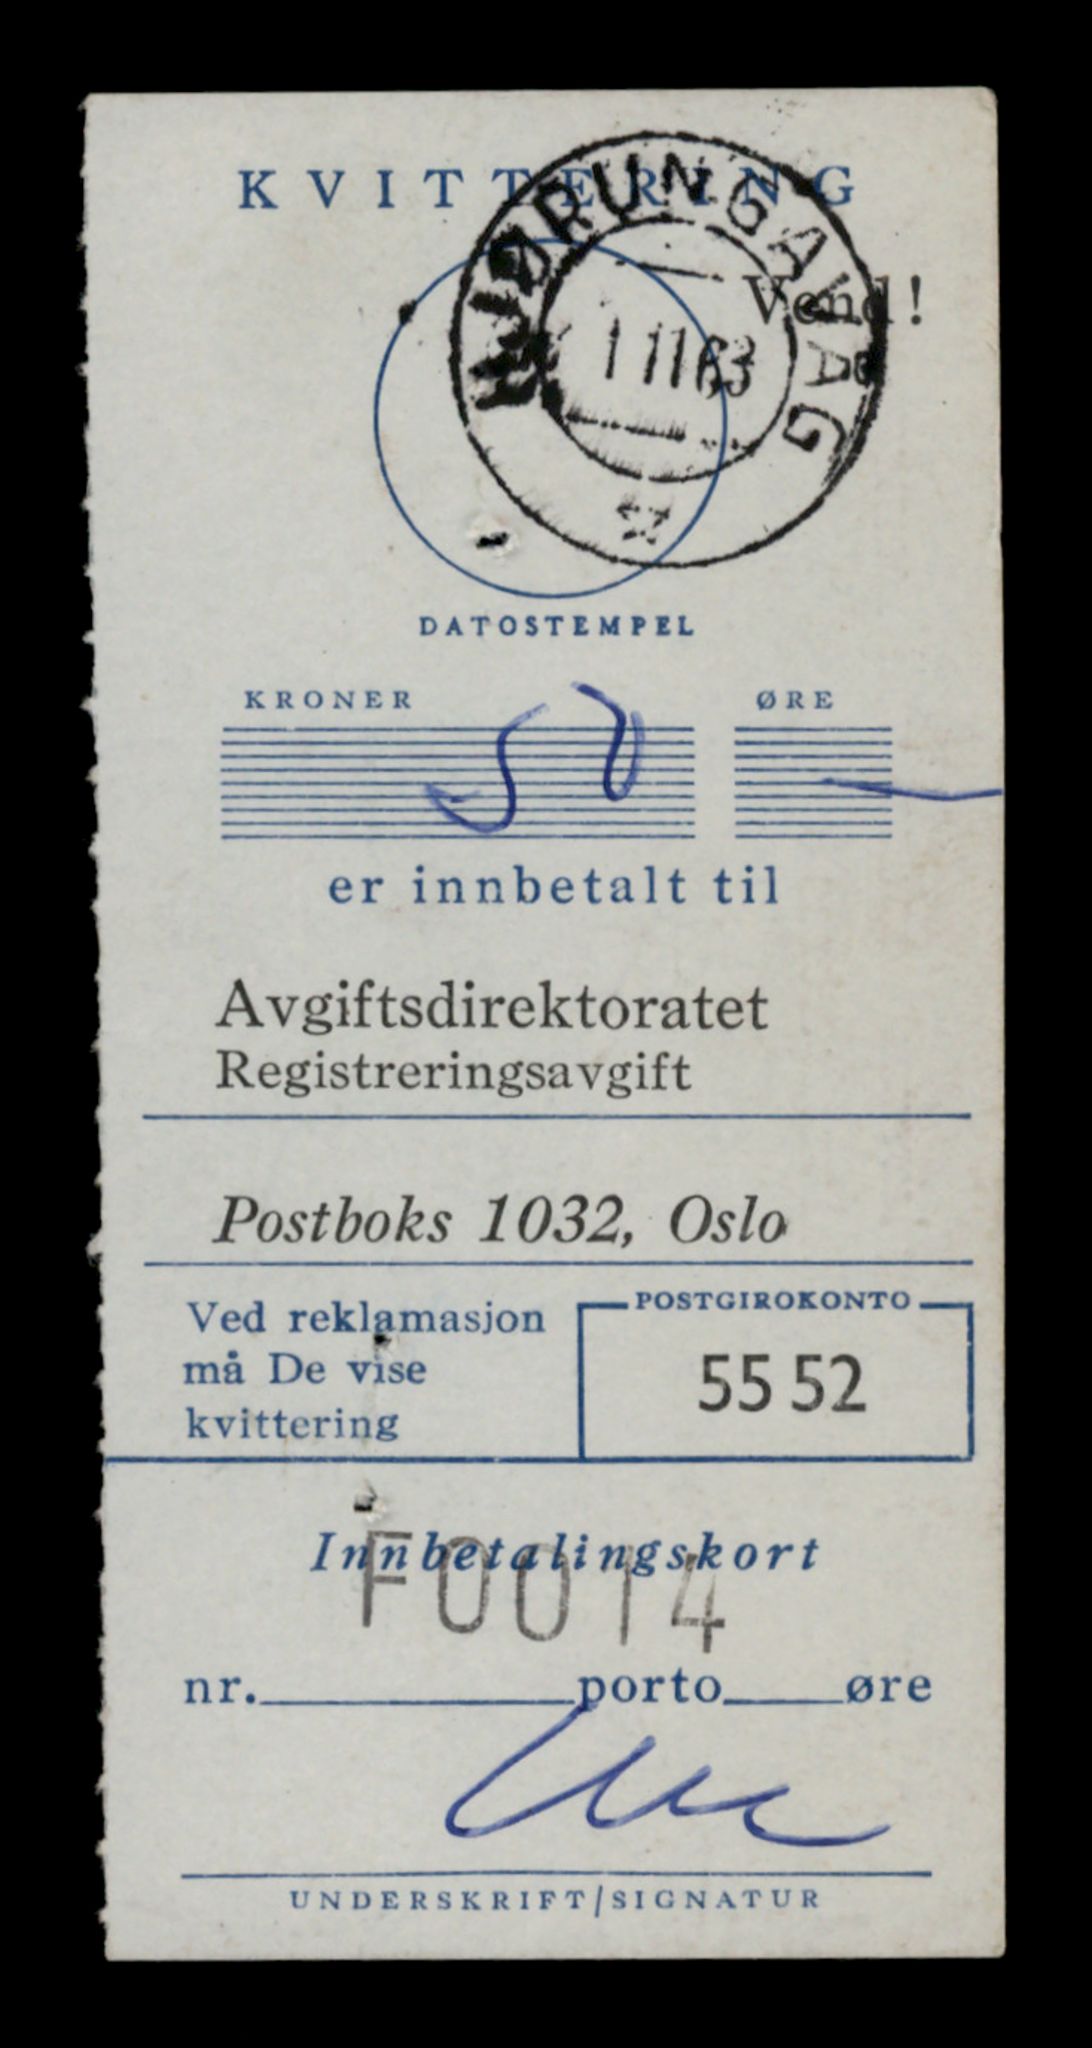 KVITTERING
LIØRUNGAVÅG
Vend!
1 11 63
DATOSTEMPEL
KRONER ØRE
50 —
er innbetalt til
Avgiftsdirektoratet
Registreringsavgift
Postboks 1032, Oslo
Ved reklamasjon
må De vise
kvittering
POSTGIROKONTO
55 52
Innbetalingskort
F0014
nr. porto øre
UNDERSKRIFT/SIGNATUR